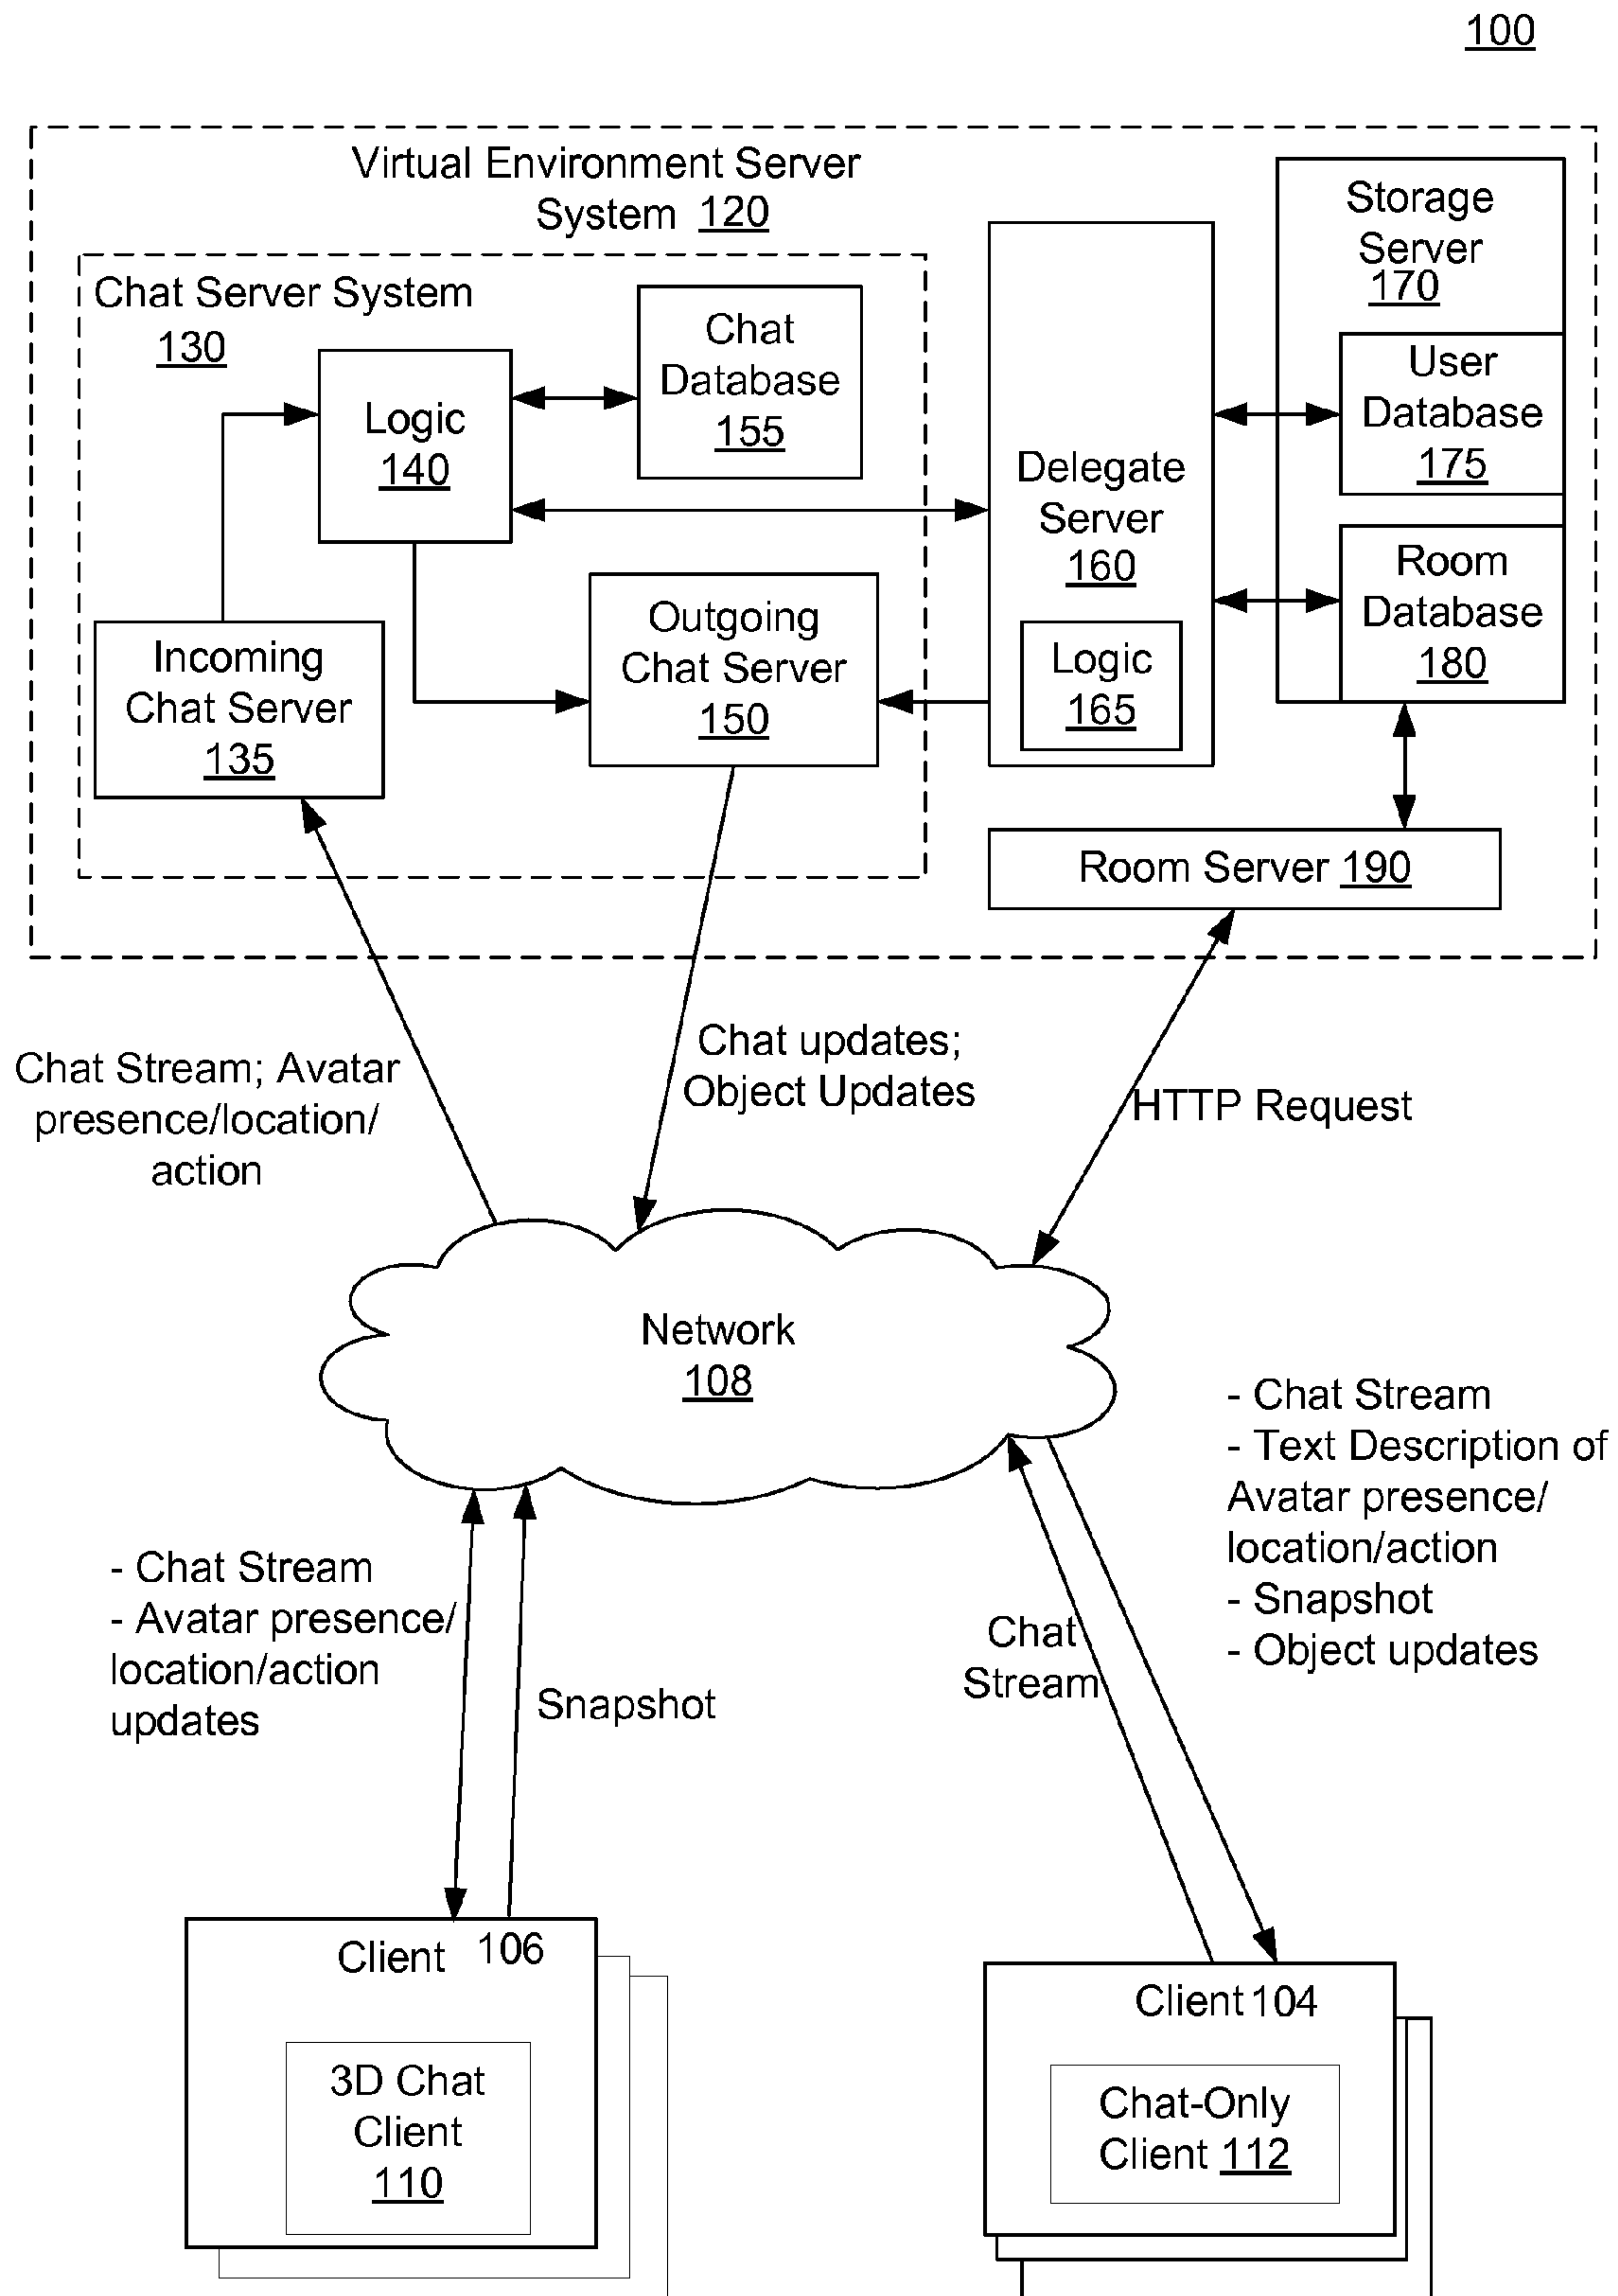 100
Virtual Environment Server
System 120
Chat Server System
130
Logic
140
Chat
Database
155
Incoming
Chat Server
135
Outgoing
Chat Server
150
Delegate
Server
160
Logic
165
Storage
Server
170
User
Database
175
Room
Database
180
Room Server 190
Chat Stream; Avatar
presence/location/
action
Chat updates;
Object Updates
HTTP Request
Network
108
- Chat Stream
- Avatar presence/
location/action
updates
Snapshot
Chat
Stream
- Chat Stream
- Text Description of
Avatar presence/
location/action
- Snapshot
- Object updates
Client 106
3D Chat
Client
110
Client 104
Chat-Only
Client 112